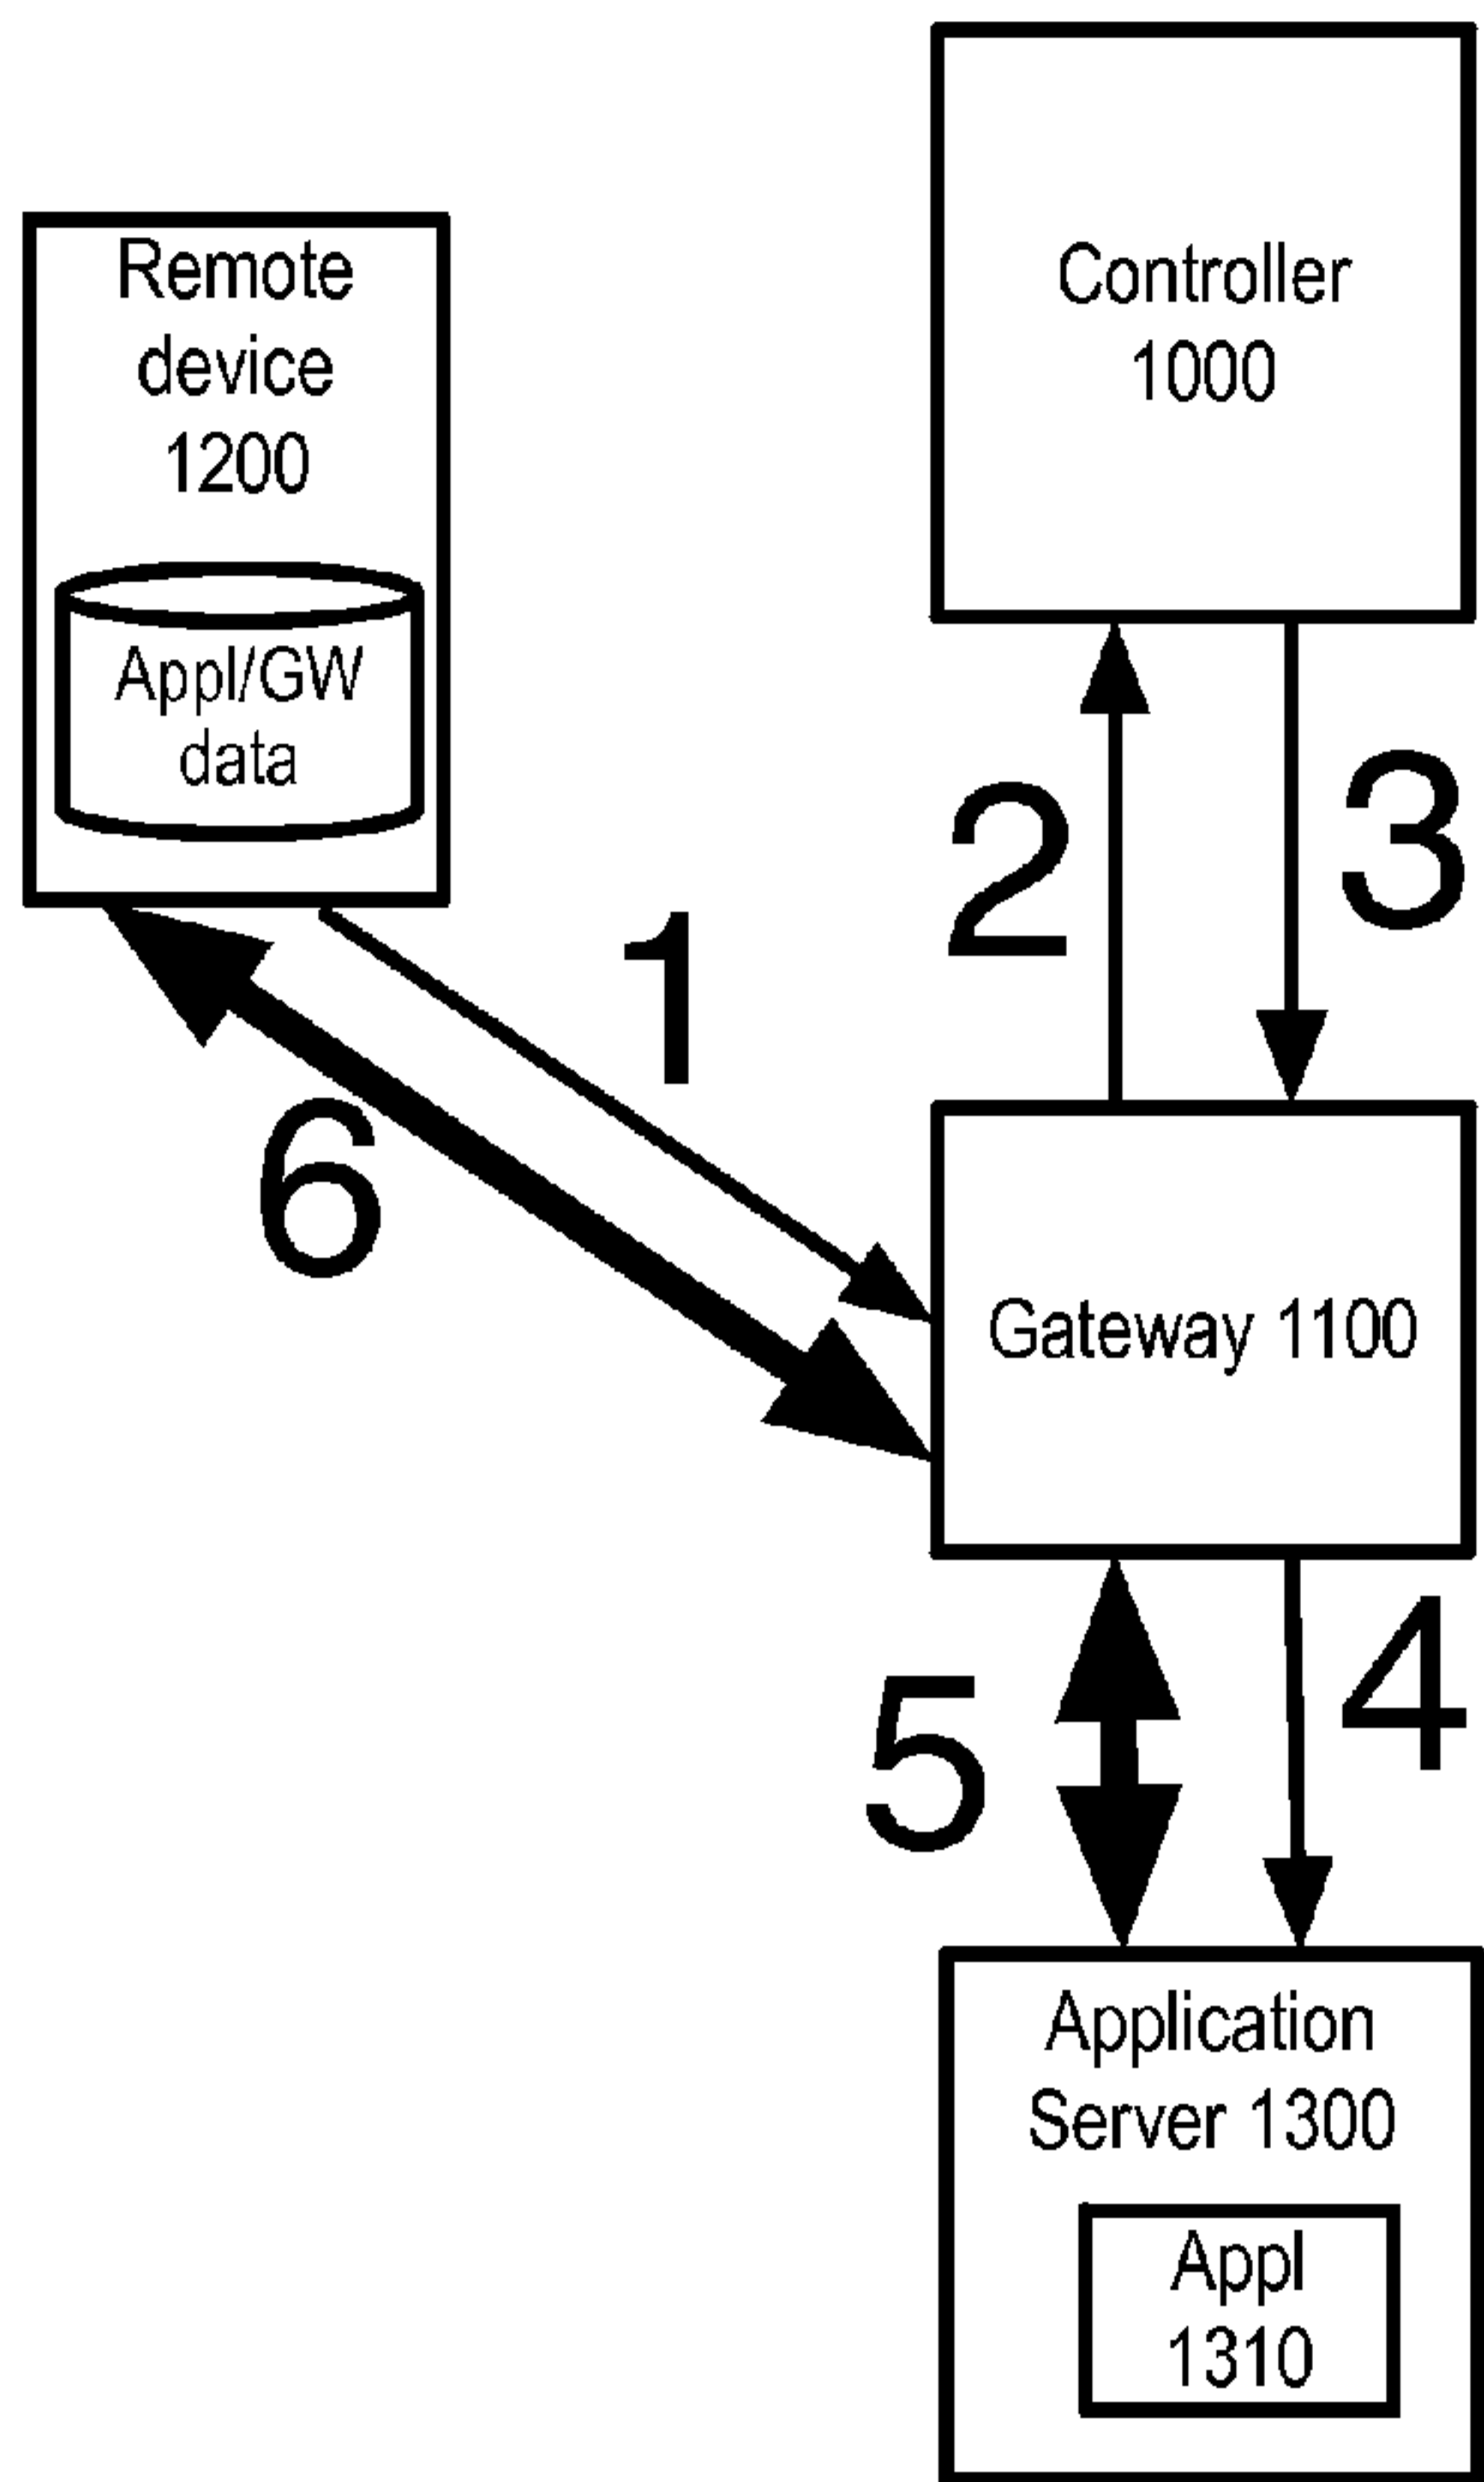 Controller
1000
Remote
device
1200
Appl/GW
data
2
3
1
6
Gateway 1100
4
5
Application
Server 1300
Appl
1310